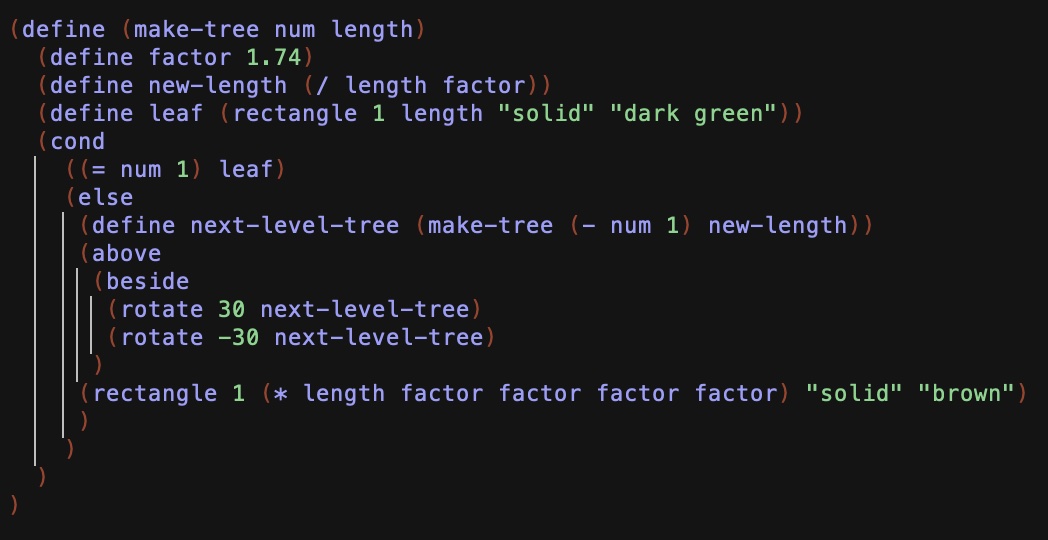 (define (make-tree num length)
  (define factor 1.74)
  (define new-length (/ length factor))
  (define leaf (rectangle 1 length "solid" "dark green"))
  (cond
    ((= num 1) leaf)
    (else
     (define next-level-tree (make-tree (- num 1) new-length))
     (above
      (beside
       (rotate 30 next-level-tree)
       (rotate -30 next-level-tree)
      )
     (rectangle 1 (* length factor factor factor factor) "solid" "brown")
     )
    )
  )
)